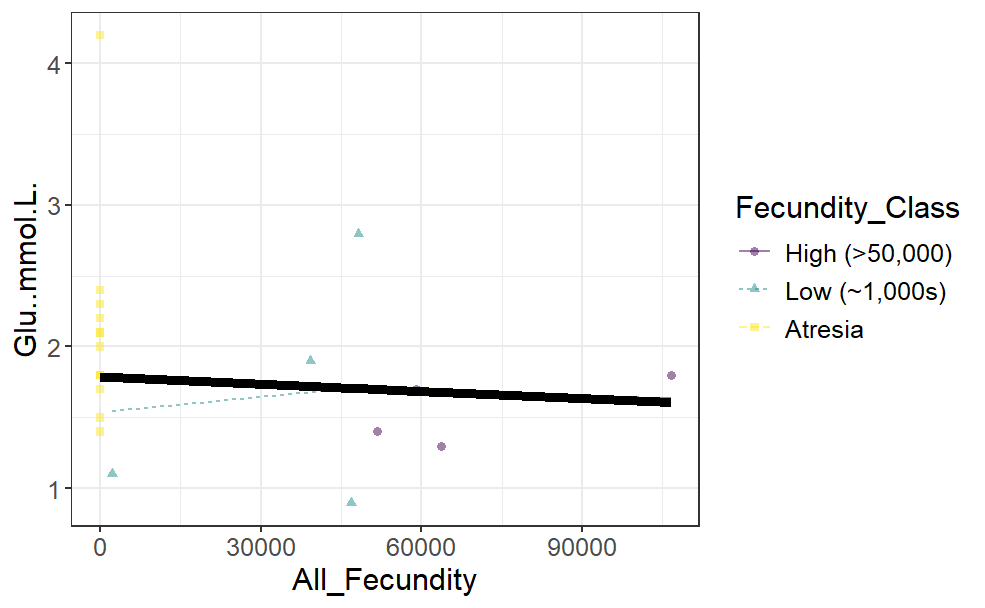 4
3
2
1
Glu..mmol.L.
0 30000 60000 90000
All_Fecundity
Fecundity_Class
High (>50,000)
Low (~1,000s)
Atresia